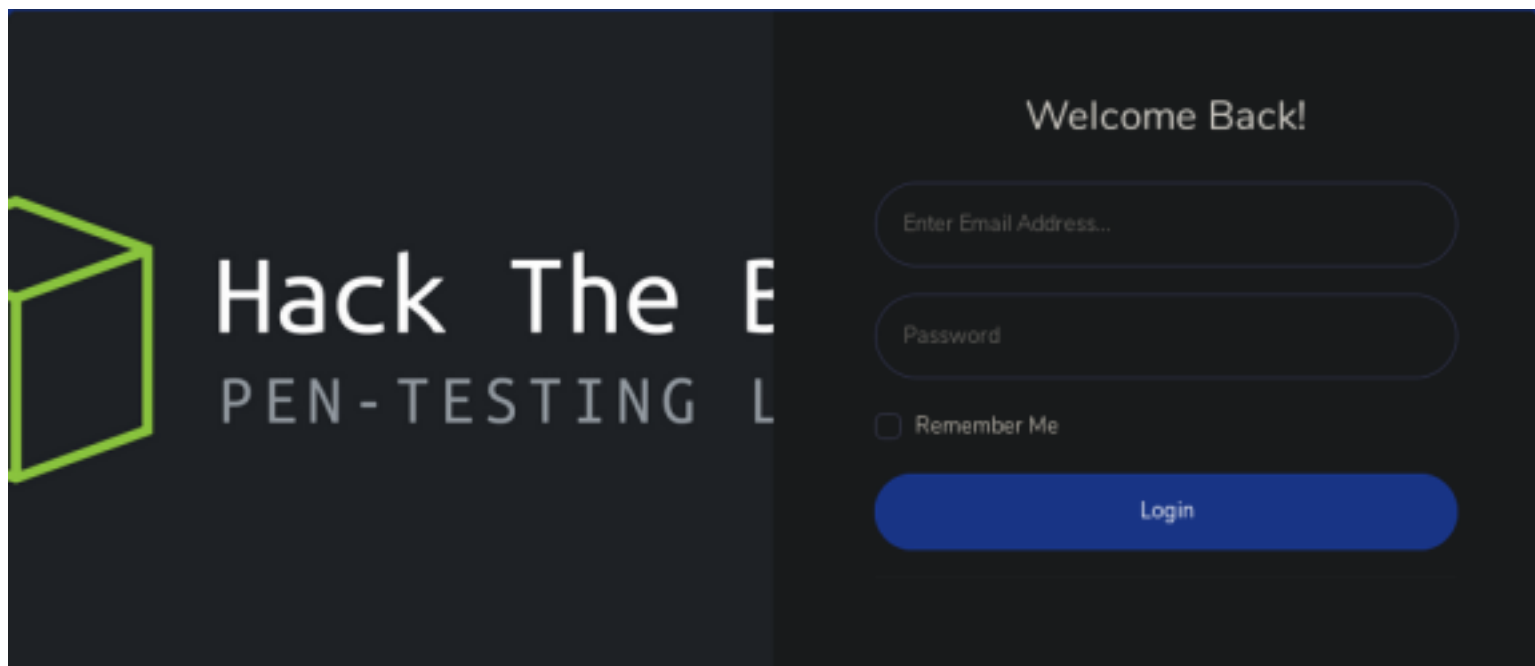 Hack The
PEN-TESTING
Welcome Back!
Enter Email Address...
Password
Remember Me
Login